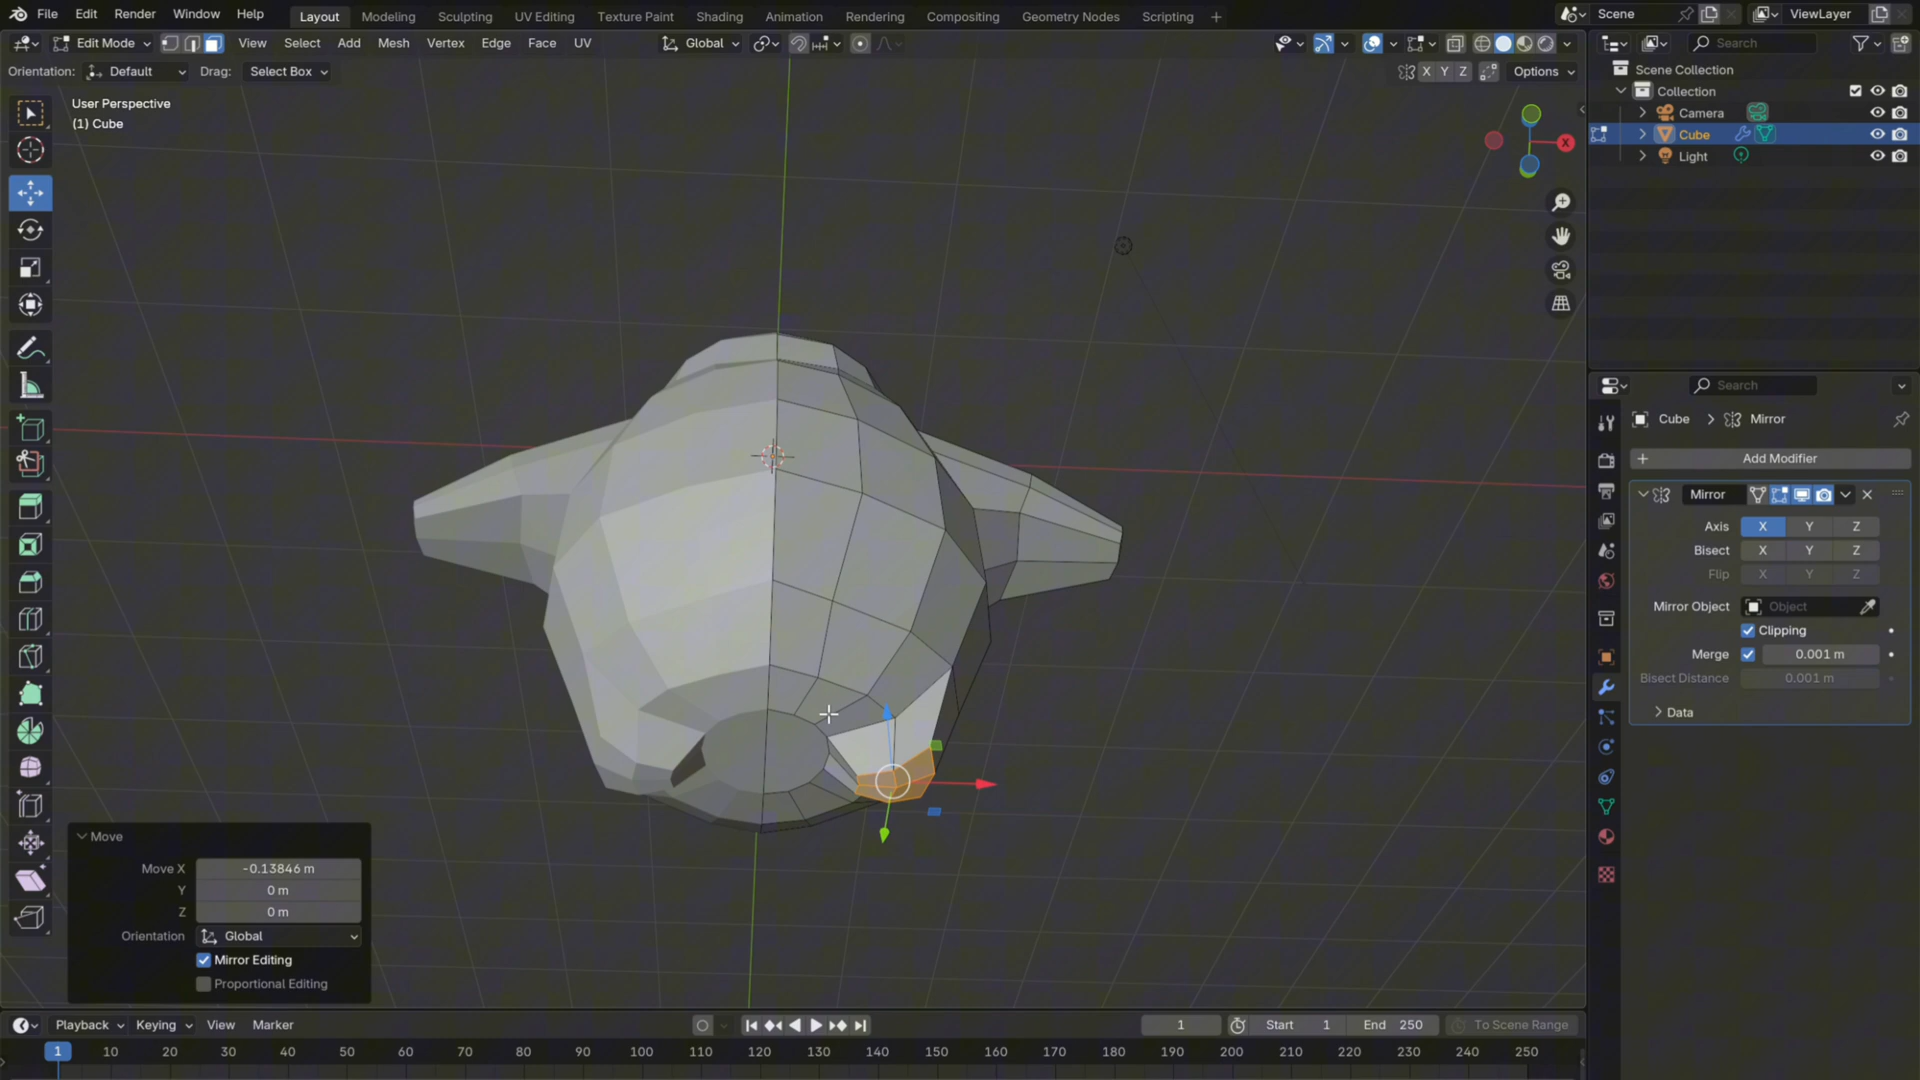 File Edit Render Window Help Layout Modeling Sculpting UV Editing Texture Paint Shading Animation Rendering Compositing Geometry Nodes Scripting + Scene ViewLayer
Edit Mode View Select Add Mesh Vertex Edge Face UV Global Search
Orientation: Default Drag: Select Box X Y Z Options
User Perspective
(1) Cube
X
Scene Collection
Collection
Camera
Cube
Light
Search
Cube > Mirror
+ Add Modifier
Mirror
Axis X Y Z
Bisect X Y Z
Flip X Y Z
Mirror Object Object
Clipping
Merge 0.001 m
Bisect Distance 0.001 m
Data
Move
Move X -0.13846 m
Y 0 m
Z 0 m
Orientation Global
Mirror Editing
Proportional Editing
Playback Keying View Marker 1 Start 1 End 250 To Scene Range
1 10 20 30 40 50 60 70 80 90 100 110 120 130 140 150 160 170 180 190 200 210 220 230 240 250